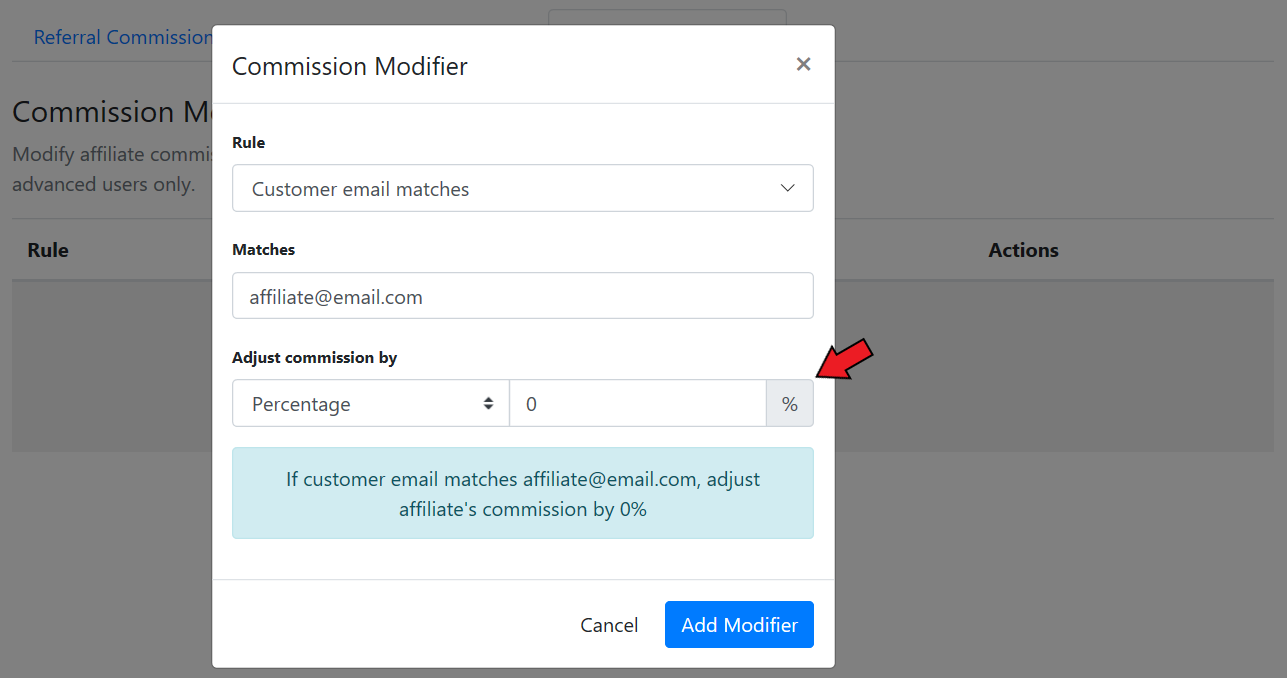 Referral Commission
Commission Modifier
×
Commission Mo
Modify affiliate commis
advanced users only.
Rule
Customer email matches
Matches
Rule
Actions
affiliate@email.com
Adjust commission by
Percentage
0
%
If customer email matches affiliate@email.com, adjust
affiliate's commission by 0%
Cancel
Add Modifier